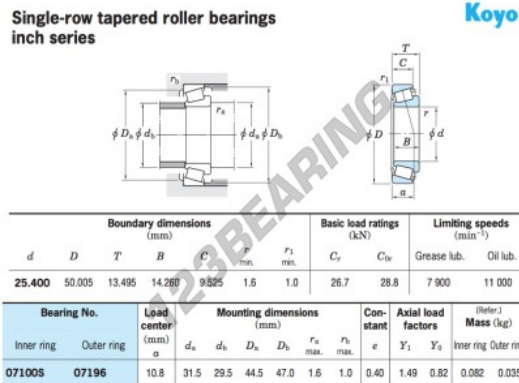 Single-row tapered roller bearings
inch series
Koyo
T
C
r1
r
B
φD
φd
a
rb
ra
φDa φdb
φda φDb
123BEARING
Boundary dimensions
(mm)
Basic load ratings
(kN)
Limiting speeds
(min⁻¹)
d D T B C r min. r1 min. Cr C0r Grease lub. Oil lub.
25.400 50.005 13.495 14.260 9.525 1.6 1.0 26.7 28.8 7 900 11 000
Bearing No.
Load center (mm) a
Mounting dimensions
(mm)
Con- stant e
Axial load factors
(Refer.)
Mass (kg)
Inner ring Outer ring da db Da Db ra max. rb max. Y1 Y0 Inner ring Outer rin
07100S 07196 10.8 31.5 29.5 44.5 47.0 1.6 1.0 0.40 1.49 0.82 0.082 0.035